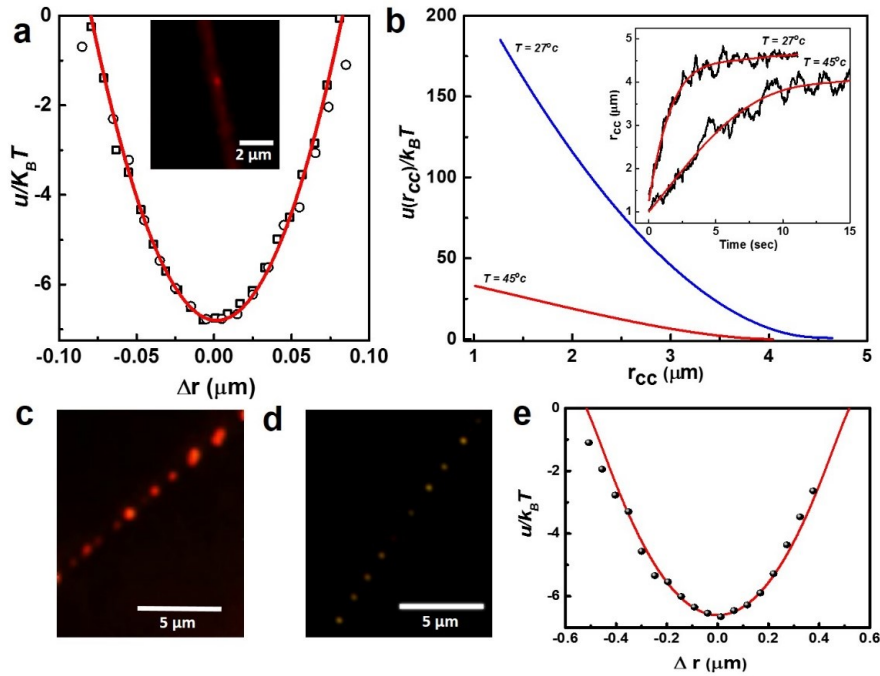 a
u/K_B T
0
-2
-4
-6
-0.10 -0.05 0.00 0.05 0.10
Δr (μm)
2 μm
b
u(r_CC)/k_B T
200
150
100
50
0
1 2 3 4 5
r_CC (μm)
T = 27°c
T = 45°c
r_CC (μm)
5
4
3
2
1
0 5 10 15
Time (sec)
T = 27°c
T = 45°c
c
5 μm
d
5 μm
e
u/k_B T
0
-2
-4
-6
-0.6 -0.4 -0.2 0.0 0.2 0.4 0.6
Δ r (μm)